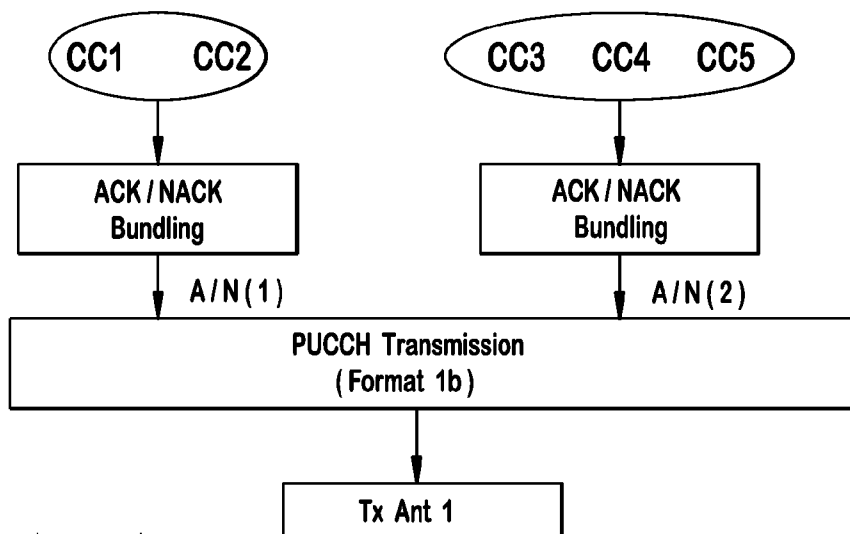 CC1 CC2
CC3 CC4 CC5
ACK / NACK
Bundling
ACK / NACK
Bundling
A / N ( 1 )
A / N ( 2 )
PUCCH Transmission
( Format 1b )
Tx Ant 1